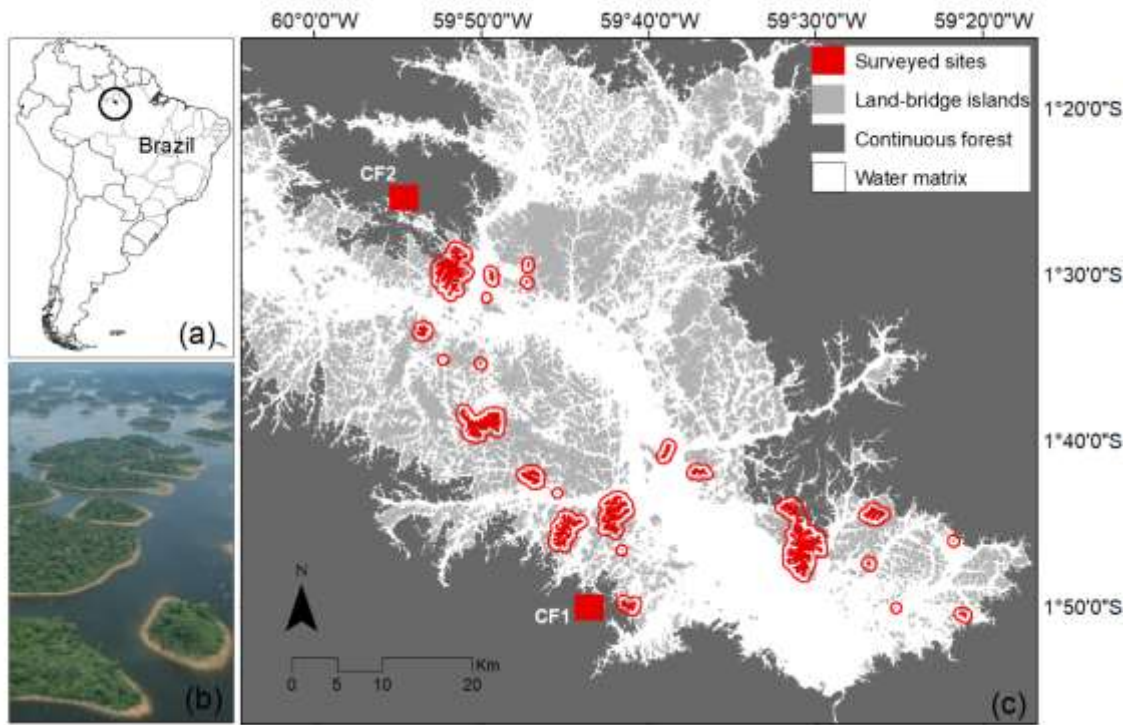 60°0'0"W 59°50'0"W 59°40'0"W 59°30'0"W 59°20'0"W
Surveyed sites
Land-bridge islands
Continuous forest
Water matrix
1°20'0"S
1°30'0"S
1°40'0"S
1°50'0"S
Brazil
(a)
(b)
CF2
CF1
N
Km
0 5 10 20
(c)